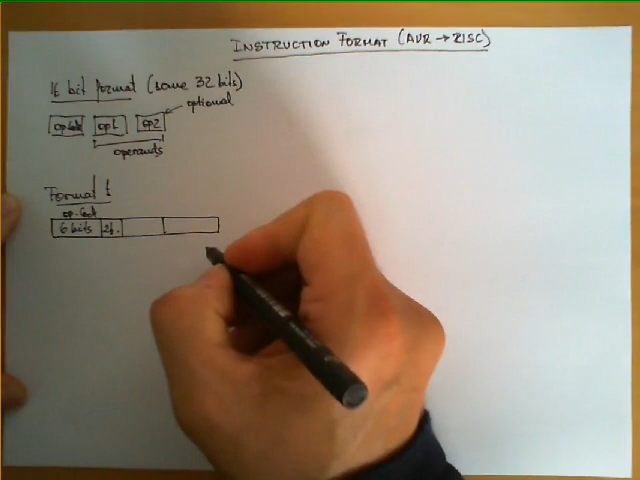 INSTRUCTION FORMAT (AVR → RISC)
16 bit format (some 32 bits)
optional
opCode op1 op2
operands
Format 1
op. Code
6 bits 2b.